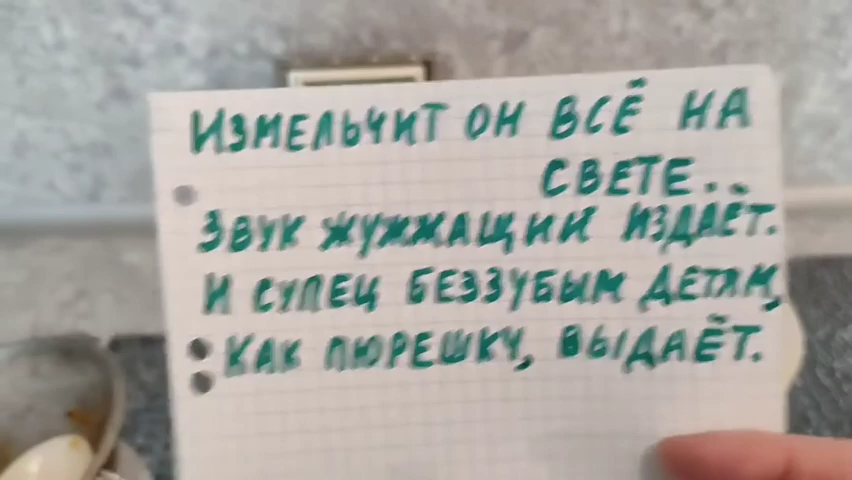 ИЗМЕЛЬЧИТ ОН ВСЁ НА
СВЕТЕ..
ЗВУК ЖУЖЖАЩИЙ ИЗДАЁТ.
И СУПЕЦ БЕЗЗУБЫМ ДЕТЯМ,
КАК ПЮРЕШКУ, ВЫДАЁТ.